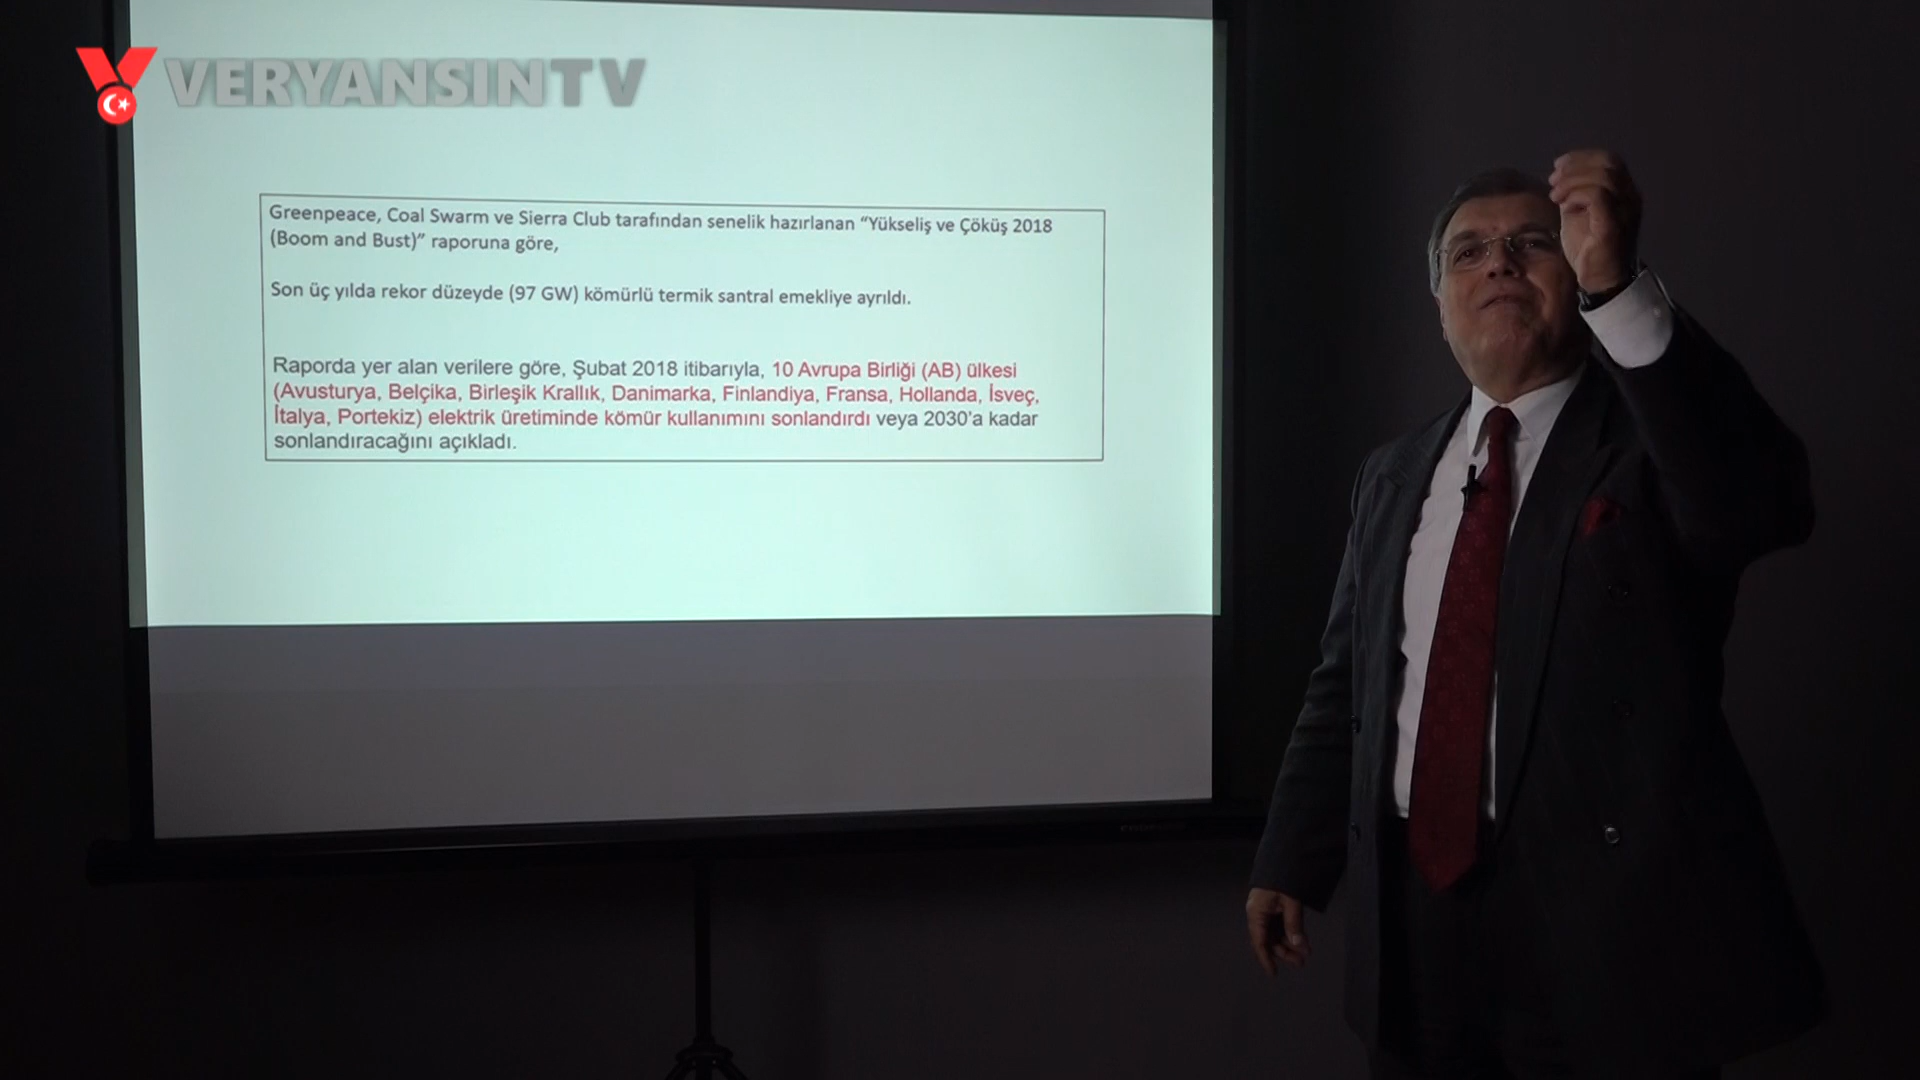 VERYANSINTV
Greenpeace, Coal Swarm ve Sierra Club tarafından senelik hazırlanan “Yükseliş ve Çöküş 2018
(Boom and Bust)” raporuna göre,
Son üç yılda rekor düzeyde (97 GW) kömürlü termik santral emekliye ayrıldı.
Raporda yer alan verilere göre, Şubat 2018 itibarıyla, 10 Avrupa Birliği (AB) ülkesi
(Avusturya, Belçika, Birleşik Krallık, Danimarka, Finlandiya, Fransa, Hollanda, İsveç,
İtalya, Portekiz) elektrik üretiminde kömür kullanımını sonlandırdı veya 2030’a kadar
sonlandıracağını açıkladı.